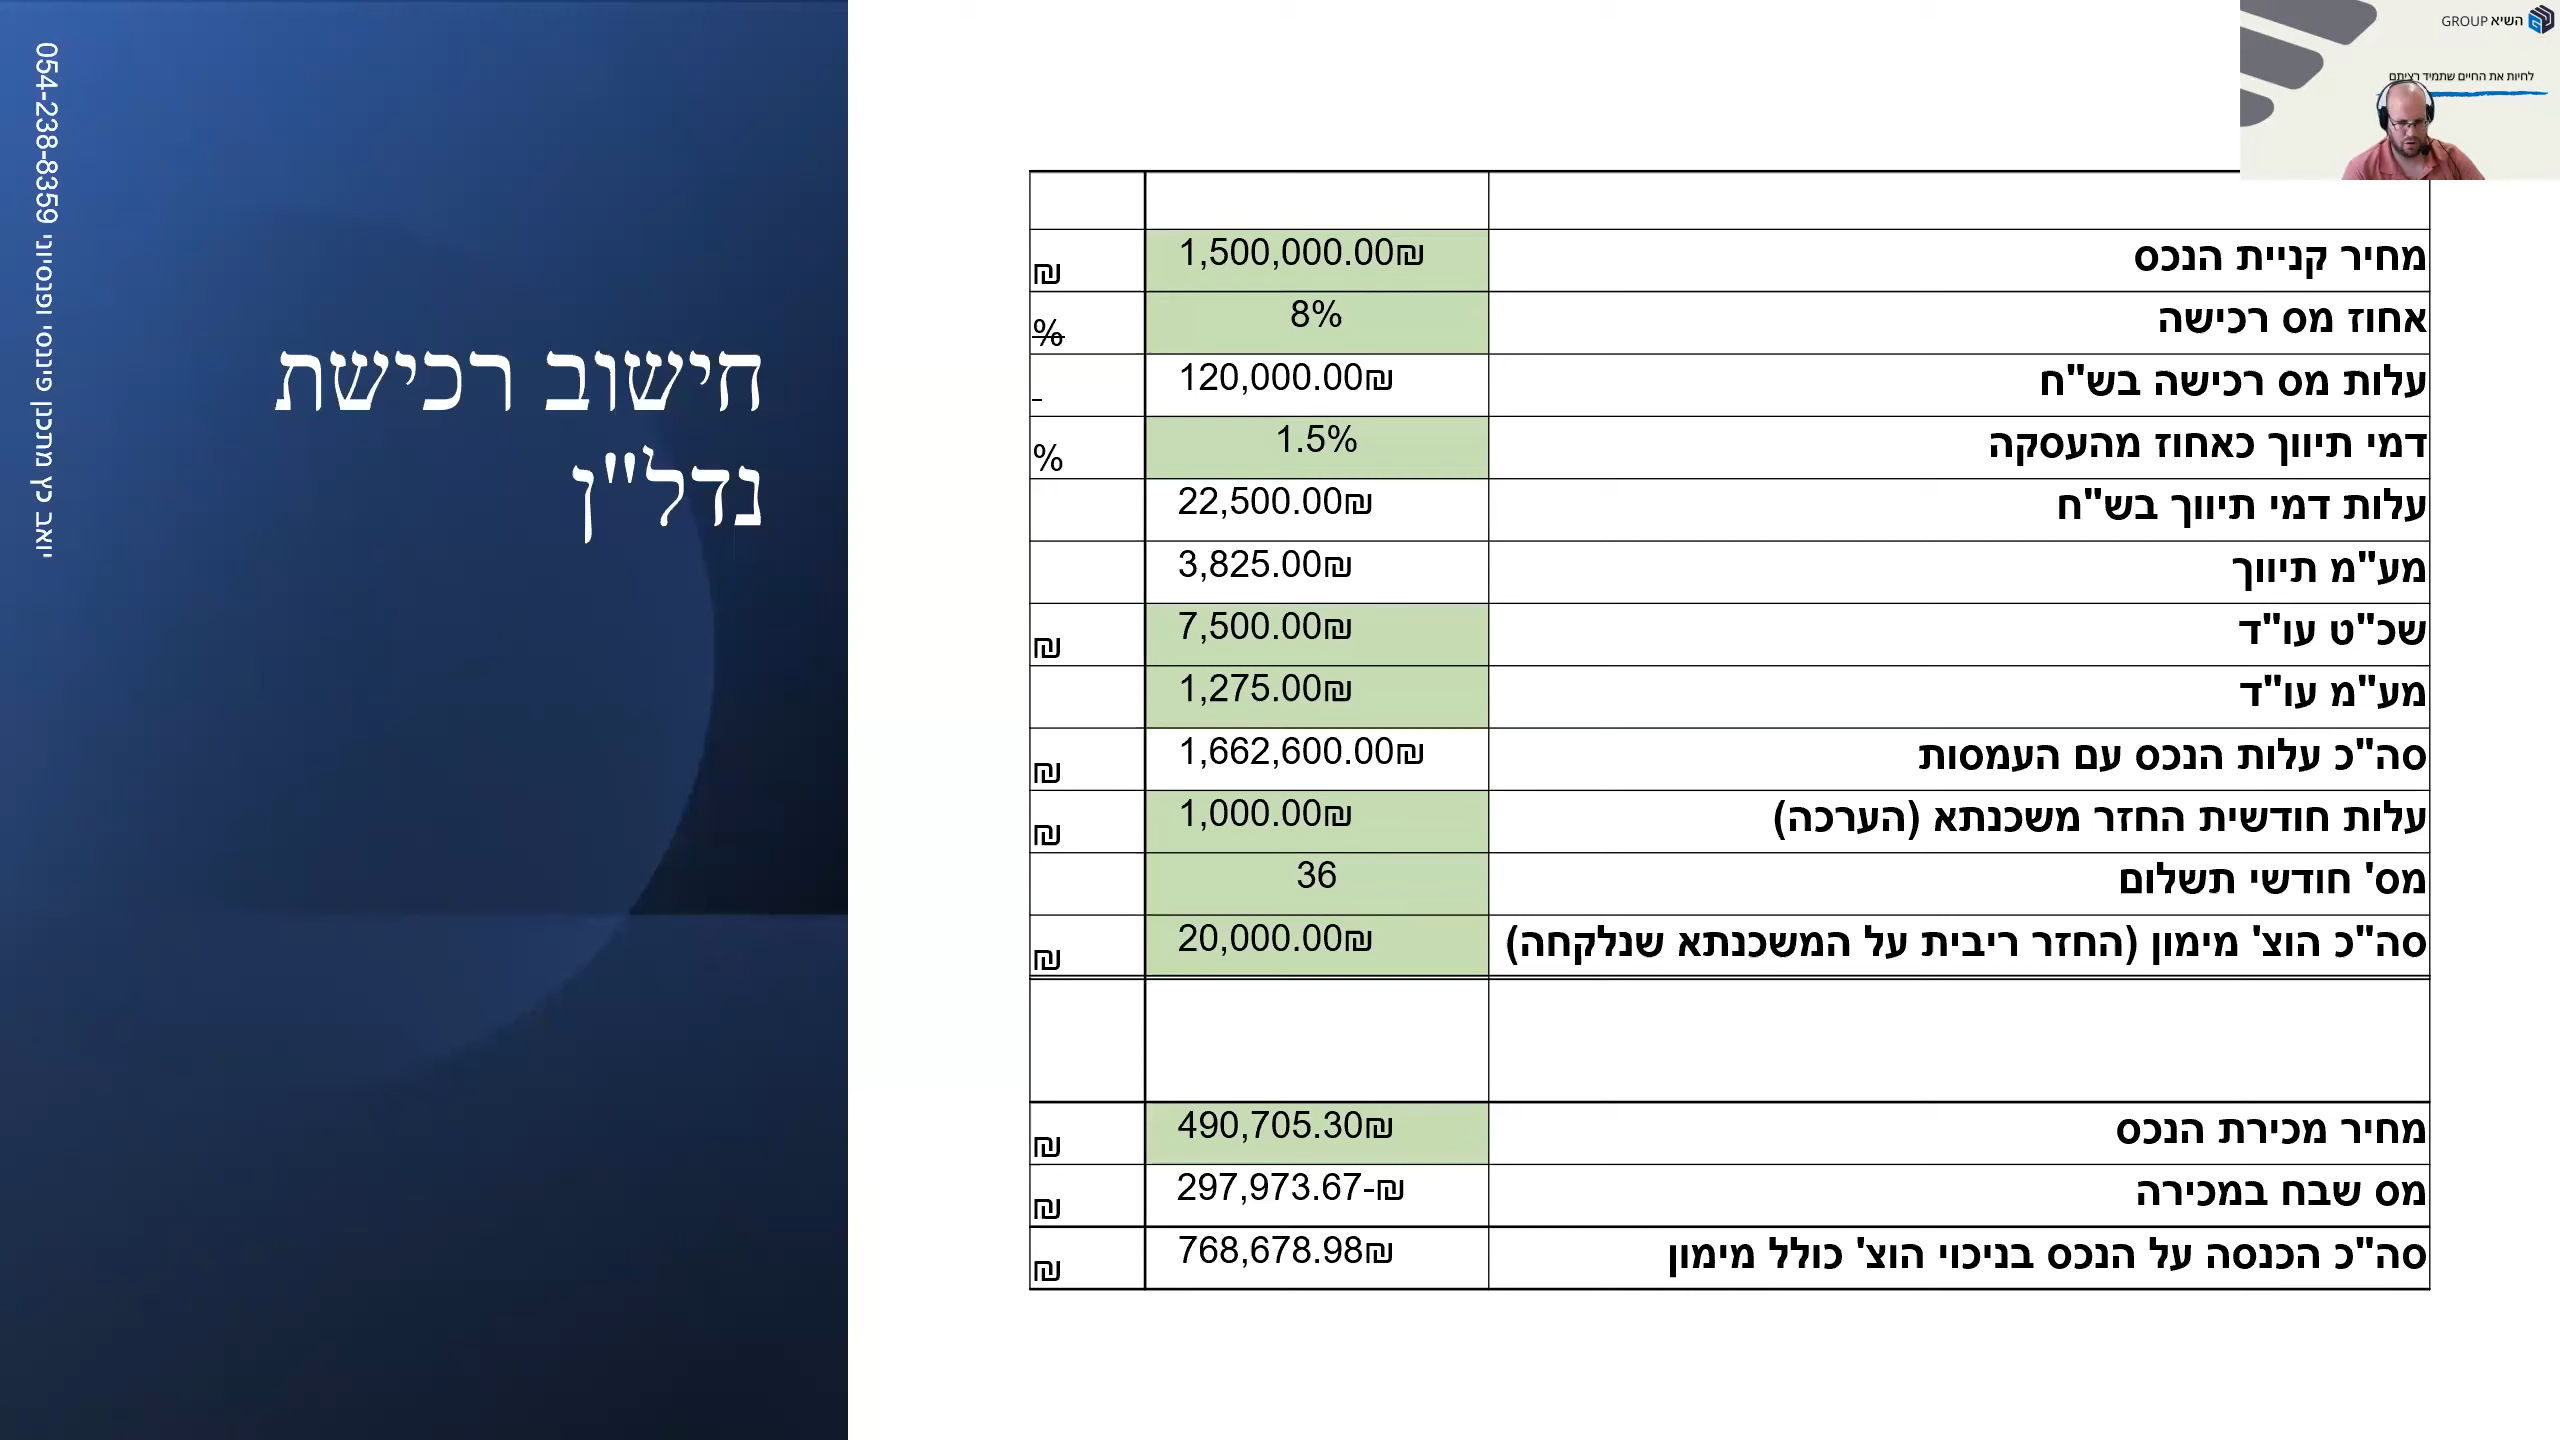 השיא GROUP
לחיות את החיים שתמיד רציתם
יואב כץ מתכנן פיננסי ופנסיוני 054-238-8359
חישוב רכישת
נדל"ן
מחיר קניית הנכס 1,500,000.00₪ ₪
אחוז מס רכישה 8% %
עלות מס רכישה בש"ח 120,000.00₪ -
דמי תיווך כאחוז מהעסקה 1.5% %
עלות דמי תיווך בש"ח 22,500.00₪
מע"מ תיווך 3,825.00₪
שכ"ט עו"ד 7,500.00₪ ₪
מע"מ עו"ד 1,275.00₪
סה"כ עלות הנכס עם העמסות 1,662,600.00₪ ₪
עלות חודשית החזר משכנתא (הערכה) 1,000.00₪ ₪
מס' חודשי תשלום 36
סה"כ הוצ' מימון (החזר ריבית על המשכנתא שנלקחה) 20,000.00₪ ₪
מחיר מכירת הנכס 490,705.30₪ ₪
מס שבח במכירה 297,973.67-₪ ₪
סה"כ הכנסה על הנכס בניכוי הוצ' כולל מימון 768,678.98₪ ₪